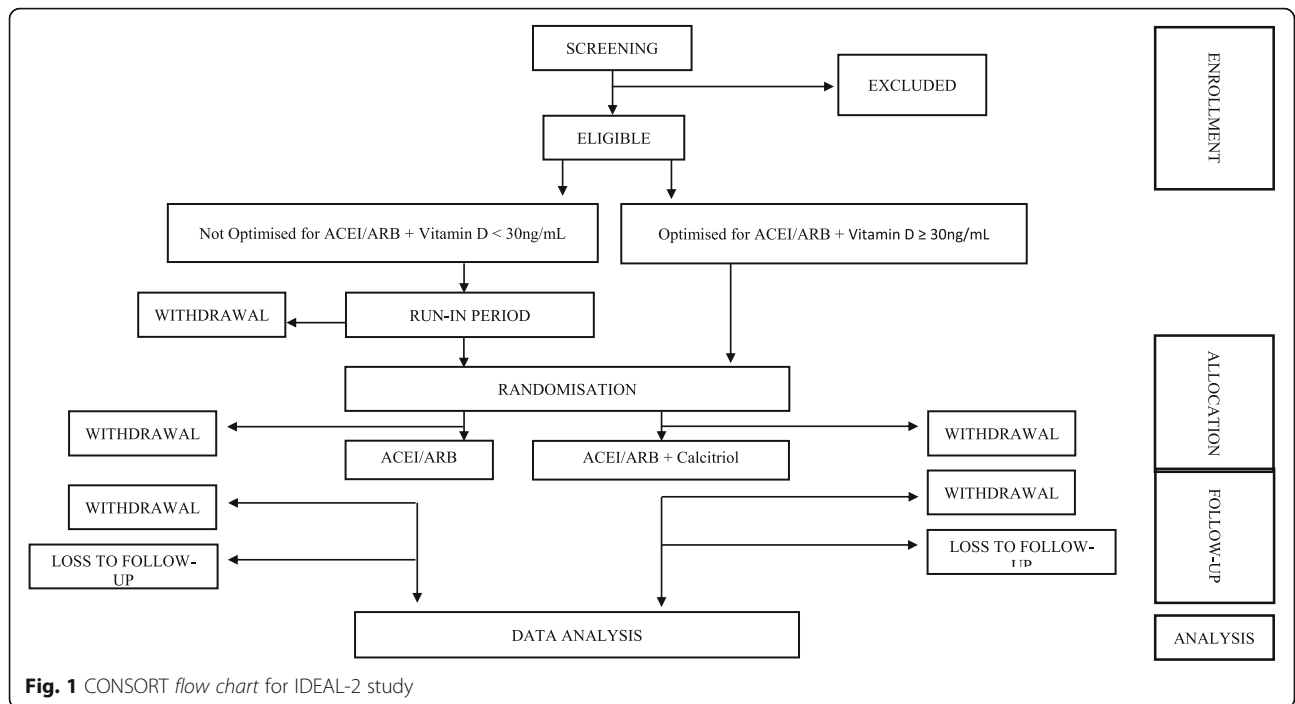 SCREENING
EXCLUDED
ELIGIBLE
Not Optimised for ACEI/ARB + Vitamin D < 30ng/mL
Optimised for ACEI/ARB + Vitamin D ≥ 30ng/mL
WITHDRAWAL
RUN-IN PERIOD
RANDOMISATION
WITHDRAWAL
ACEI/ARB
ACEI/ARB + Calcitriol
WITHDRAWAL
WITHDRAWAL
WITHDRAWAL
LOSS TO FOLLOW-
UP
LOSS TO FOLLOW-
UP
DATA ANALYSIS
ENROLLMENT
ALLOCATION
FOLLOW-UP
ANALYSIS
Fig. 1 CONSORT flow chart for IDEAL-2 study